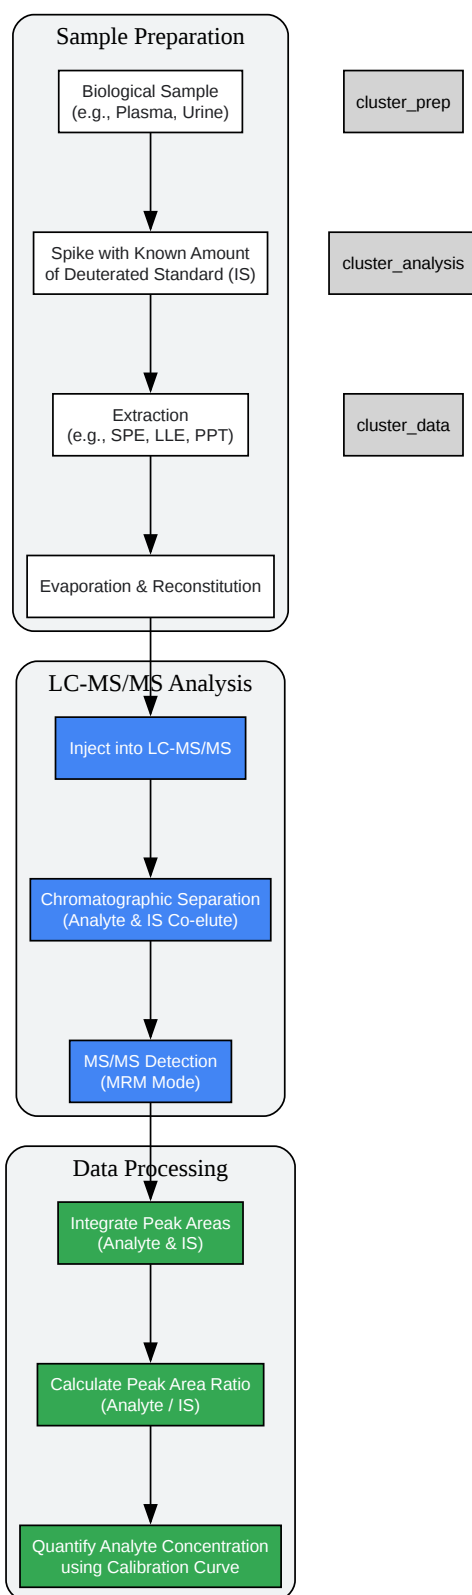 Sample Preparation
Biological Sample
(e.g., Plasma, Urine)
cluster_prep
Spike with Known Amount
of Deuterated Standard (IS)
cluster_analysis
Extraction
(e.g., SPE, LLE, PPT)
cluster_data
Evaporation & Reconstitution
LC-MS/MS Analysis
Inject into LC-MS/MS
Chromatographic Separation
(Analyte & IS Co-elute)
MS/MS Detection
(MRM Mode)
Data Processing
Integrate Peak Areas
(Analyte & IS)
Calculate Peak Area Ratio
(Analyte / IS)
Quantify Analyte Concentration
using Calibration Curve